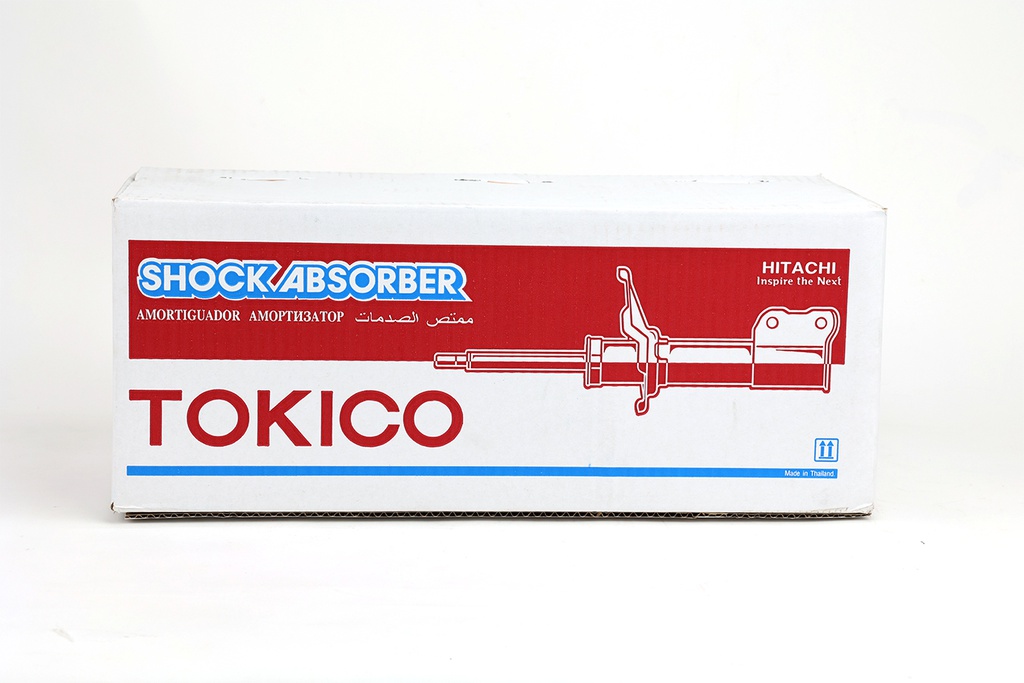 SHOCK ABSORBER
HITACHI
Inspire the Next
AMORTIGUADOR АМОРТИЗАТОР ممتص الصدمات
TOKICO
Made in Thailand.